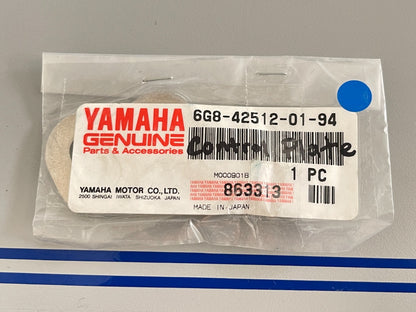 YAMAHA
GENUINE
Parts & Accessories
6G8-42512-01-94
Control Plate
M0009018
1 PC
YAMAHA MOTOR CO., LTD.
2500 SHINGAI IWATA SHIZUOKA JAPAN
863313
MADE IN JAPAN